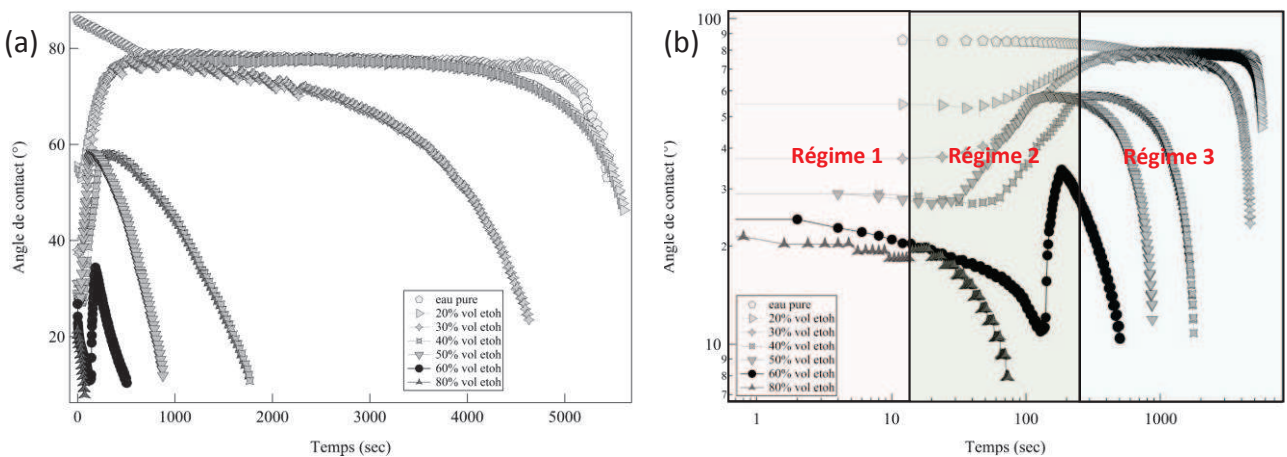 (a)
80
60
40
20
Angle de contact (°)
0
1000
2000
3000
4000
5000
Temps (sec)
eau pure
20% vol etoh
30% vol etoh
40% vol etoh
50% vol etoh
60% vol etoh
80% vol etoh
(b)
100
9
8
7
6
5
4
3
2
10
9
8
7
Angle de contact (°)
Régime 1
Régime 2
Régime 3
1
10
100
1000
Temps (sec)
eau pure
20% vol etoh
30% vol etoh
40% vol etoh
50% vol etoh
60% vol etoh
80% vol etoh